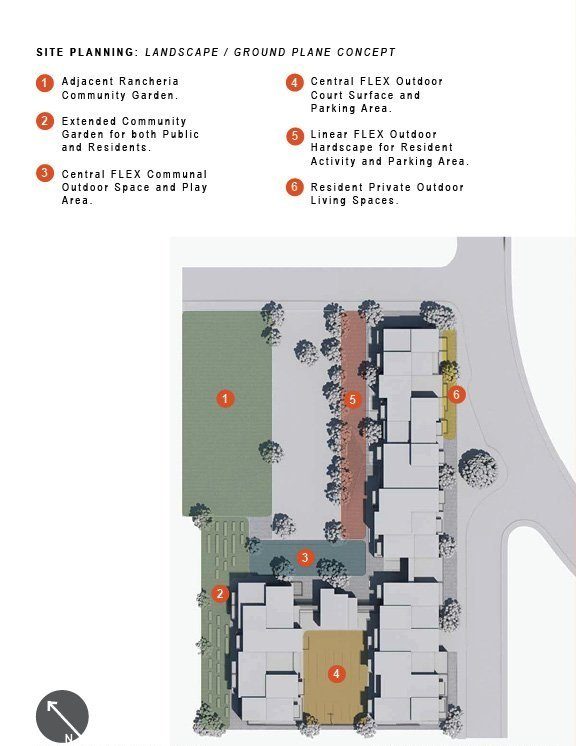 SITE PLANNING: LANDSCAPE / GROUND PLANE CONCEPT
1 Adjacent Rancheria
Community Garden.
2 Extended Community
Garden for both Public
and Residents.
3 Central FLEX Communal
Outdoor Space and Play
Area.
4 Central FLEX Outdoor
Court Surface and
Parking Area.
5 Linear FLEX Outdoor
Hardscape for Resident
Activity and Parking Area.
6 Resident Private Outdoor
Living Spaces.
1
5
6
3
2
4
N